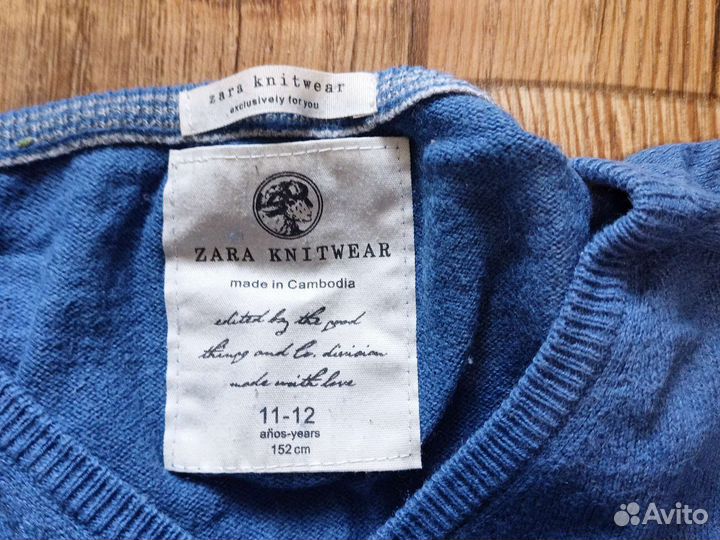 zara knitwear
exclusively for you
ZARA KNITWEAR
made in Cambodia
edited by the good
things and Co. division
made with love
11-12
años-years
152 cm
Avito